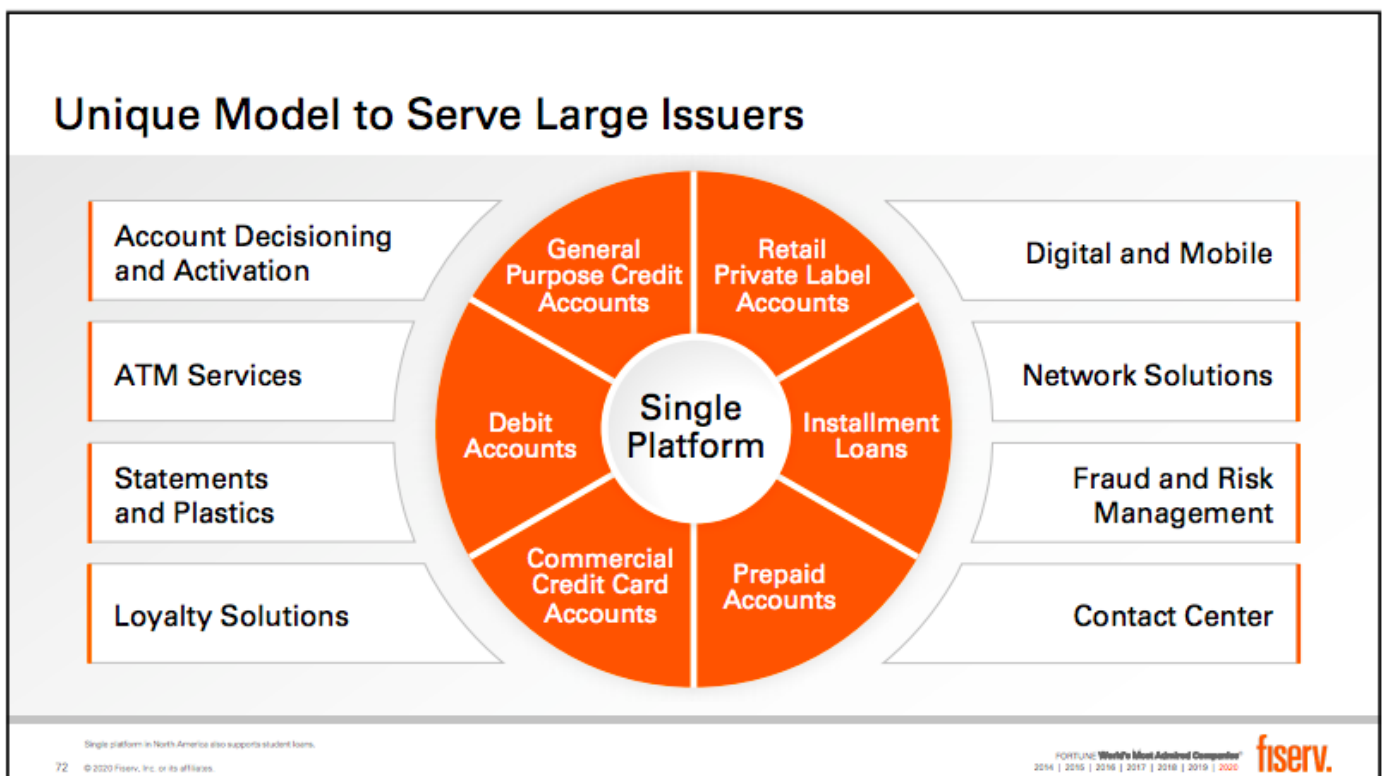 Unique Model to Serve Large Issuers
Account Decisioning
and Activation
ATM Services
Statements
and Plastics
Loyalty Solutions
General
Purpose Credit
Accounts
Retail
Private Label
Accounts
Debit
Accounts
Single
Platform
Installment
Loans
Commercial
Credit Card
Accounts
Prepaid
Accounts
Digital and Mobile
Network Solutions
Fraud and Risk
Management
Contact Center
Single platform in North America also supports student loans.
72 © 2020 Fiserv, Inc. or its affiliates.
FORTUNE World's Most Admired Companies®
2014 | 2015 | 2016 | 2017 | 2018 | 2019 | 2020
fiserv.